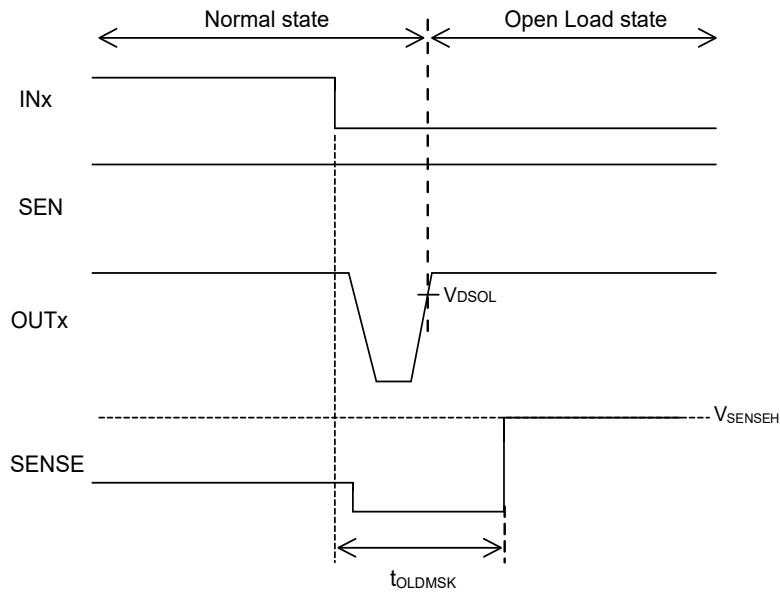 Normal state
Open Load state
INx
SEN
VDSOL
OUTx
VSENSEH
SENSE
tOLDMSK